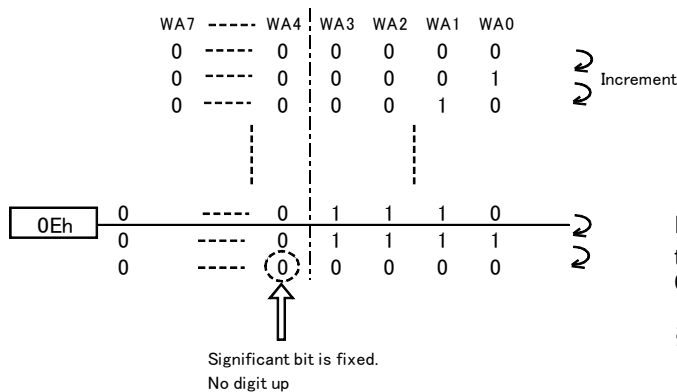 WA7 ----- WA4 WA3 WA2 WA1 WA0
0 ----- 0 0 0 0 0
0 ----- 0 0 0 0 1
0 ----- 0 0 0 1 0
Increment
0Eh
0 ----- 0 1 1 1 0
0 ----- 0 1 1 1 1
0 ----- 0 0 0 0 0
Significant bit is fixed.
No digit up